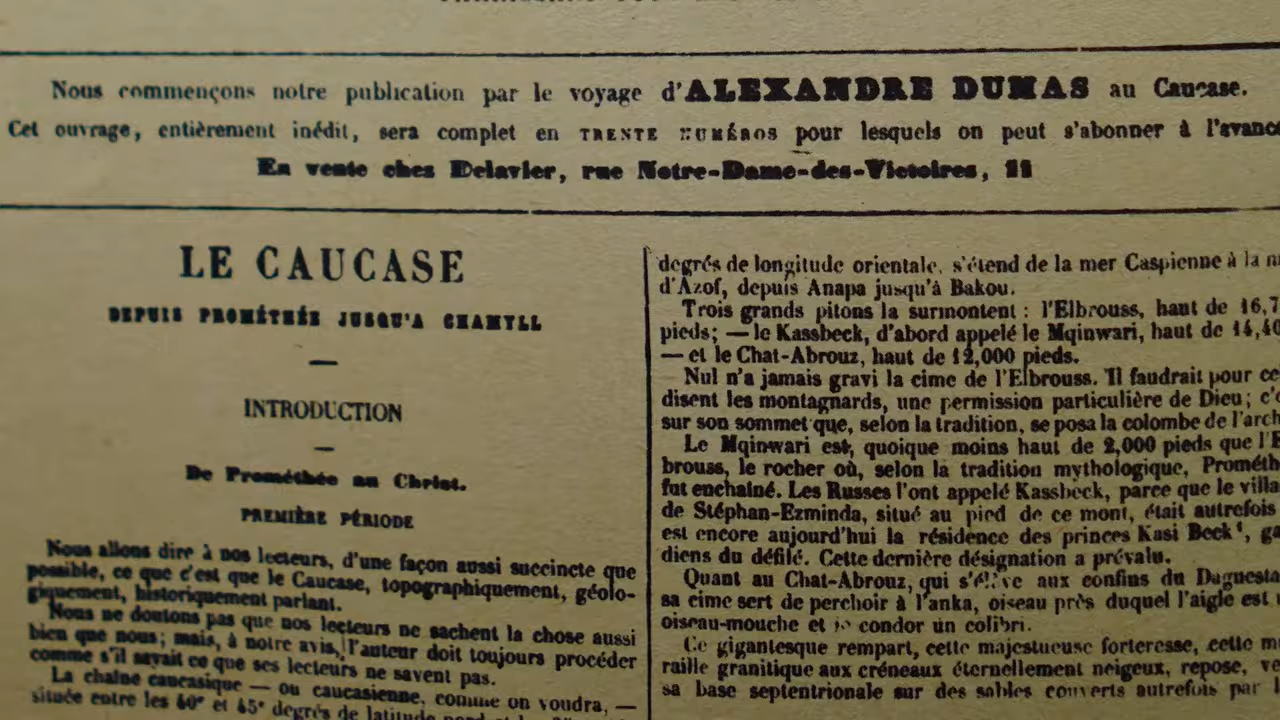 Nous commençons notre publication par le voyage d'ALEXANDRE DUMAS au Caucase.
Cet ouvrage, entièrement inédit, sera complet en TRENTE NUMÉROS pour lesquels on peut s'abonner à l'avance
En vente chez Delavier, rue Notre-Dame-des-Victoires, 11
LE CAUCASE
DEPUIS PROMÉTHÉE JUSQU'A CHAMYLL
—
INTRODUCTION
—
De Prométhée au Christ.
PREMIÈRE PÉRIODE
Nous allons dire à nos lecteurs, d'une façon aussi succincte que
possible, ce que c'est que le Caucase, topographiquement, géolo-
giquement, historiquement parlant.
Nous ne doutons pas que nos lecteurs ne sachent la chose aussi
bien que nous; mais, à notre avis, l'auteur doit toujours procéder
comme s'il savait ce que ses lecteurs ne savent pas.
La chaîne caucasique — ou caucasienne, comme on voudra, —
située entre les 40e et 45e degrés de latitude nord et les
degrés de longitude orientale, s'étend de la mer Caspienne à la
d'Azof, depuis Anapa jusqu'à Bakou.
Trois grands pitons la surmontent : l'Elbrouss, haut de 16,7
pieds; — le Kassbeck, d'abord appelé le Mqinwari, haut de 14,40
— et le Chat-Abrouz, haut de 12,000 pieds.
Nul n'a jamais gravi la cime de l'Elbrouss. Il faudrait pour
disent les montagnards, une permission particulière de Dieu; c'
sur son sommet que, selon la tradition, se posa la colombe de l'arch
Le Mqinwari est, quoique moins haut de 2,000 pieds que l'E
brouss, le rocher où, selon la tradition mythologique, Prométh
fut enchaîné. Les Russes l'ont appelé Kassbeck, parce que le villa
de Stéphan-Ezminda, situé au pied de ce mont, était autrefois
est encore aujourd'hui la résidence des princes Kasi Beck¹, ga
diens du défilé. Cette dernière désignation a prévalu.
Quant au Chat-Abrouz, qui s'élève aux confins du Daguesta
sa cime sert de perchoir à l'anka, oiseau près duquel l'aigle est
oiseau-mouche et le condor un colibri.
Ce gigantesque rempart, cette majestueuse forteresse, cette m
raille granitique aux créneaux éternellement neigeux, repose, ve
sa base septentrionale sur des sables couverts autrefois par